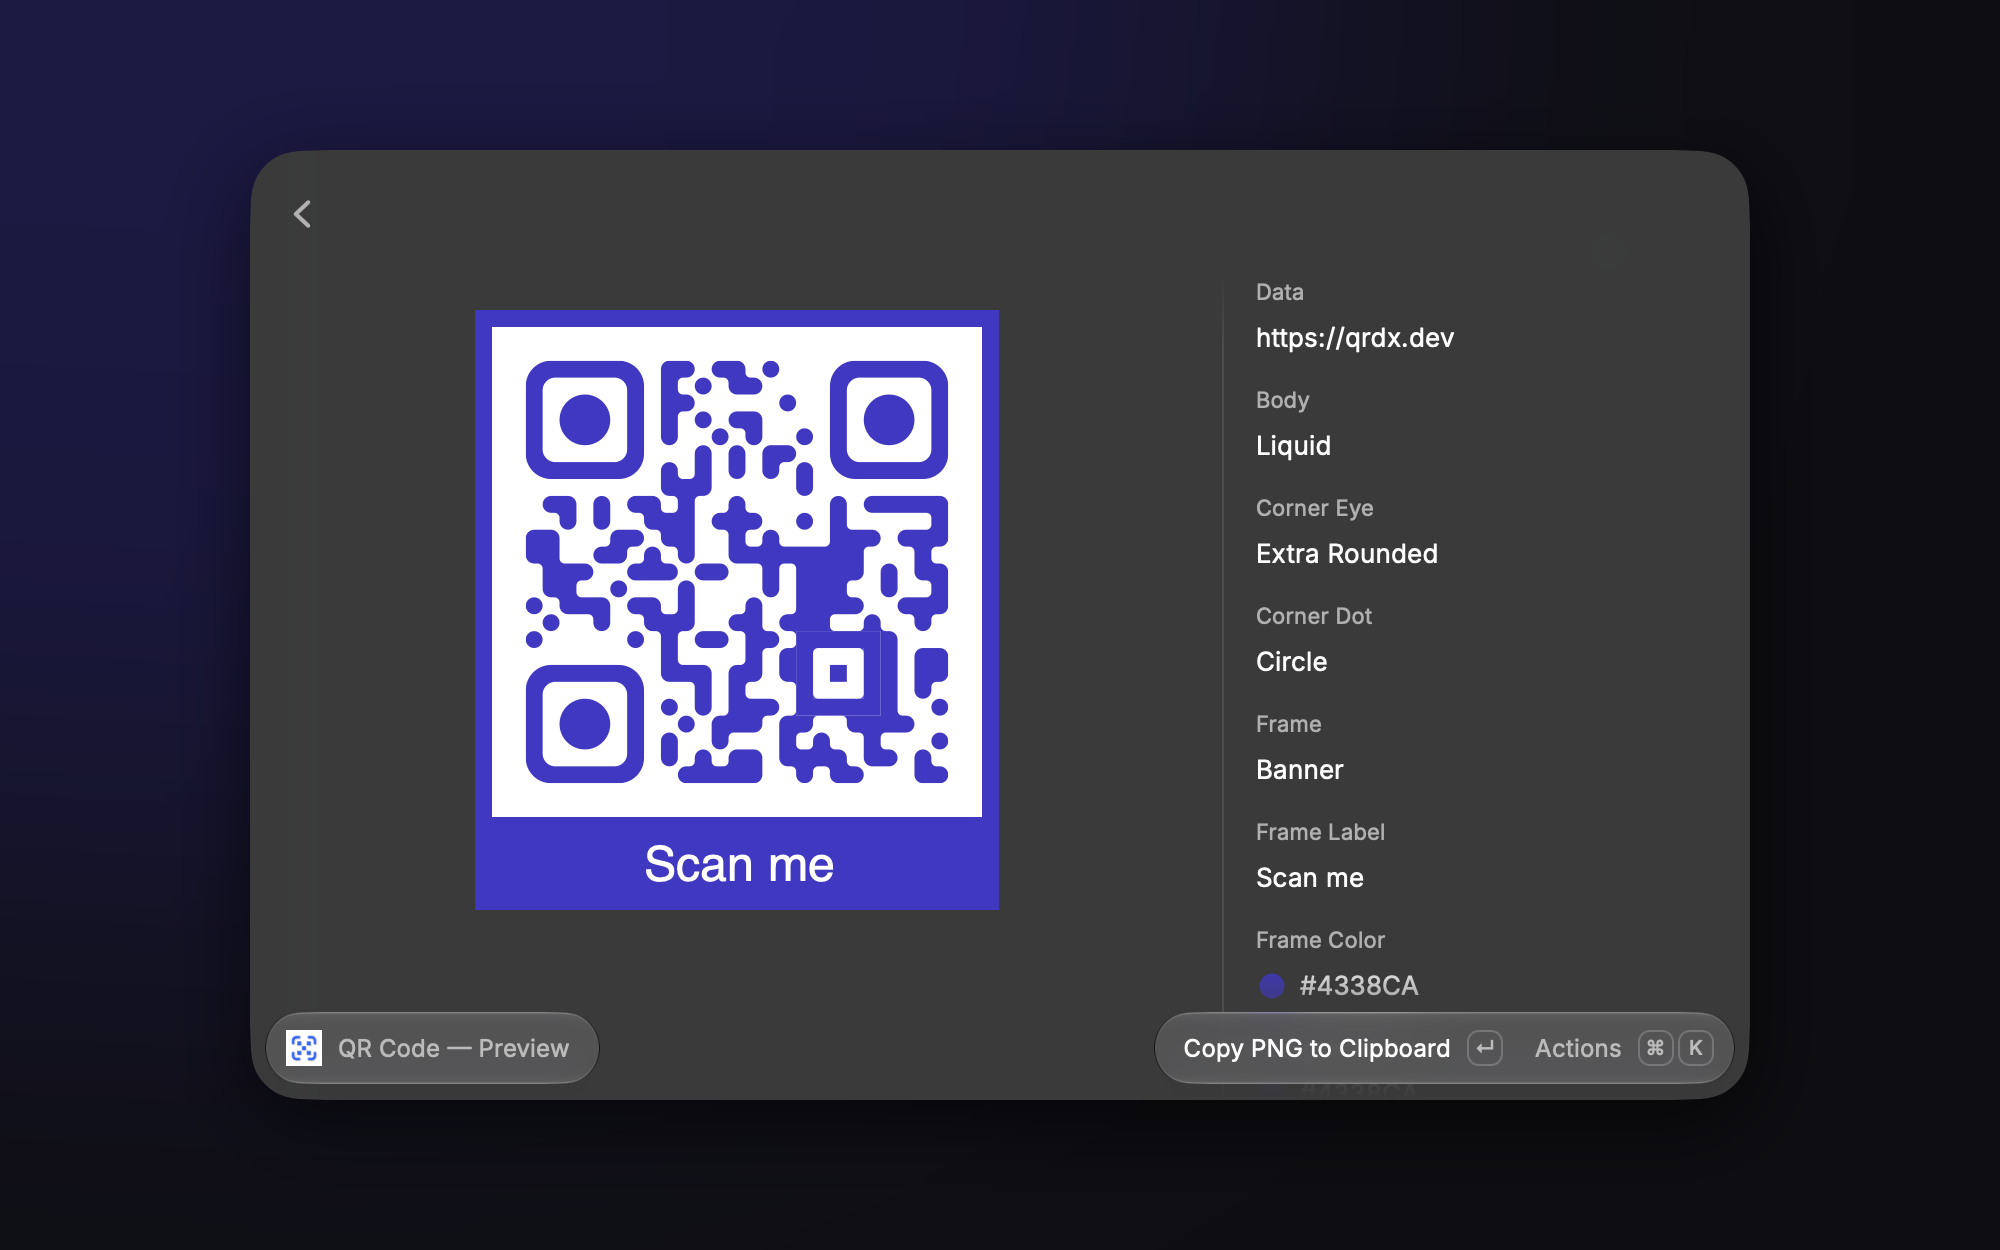 Data
https://qrdx.dev
Body
Liquid
Corner Eye
Extra Rounded
Corner Dot
Circle
Frame
Banner
Frame Label
Scan me
Frame Color
#4338CA
Scan me
QR Code — Preview
Copy PNG to Clipboard ↵ Actions ⌘ K
#4338CA